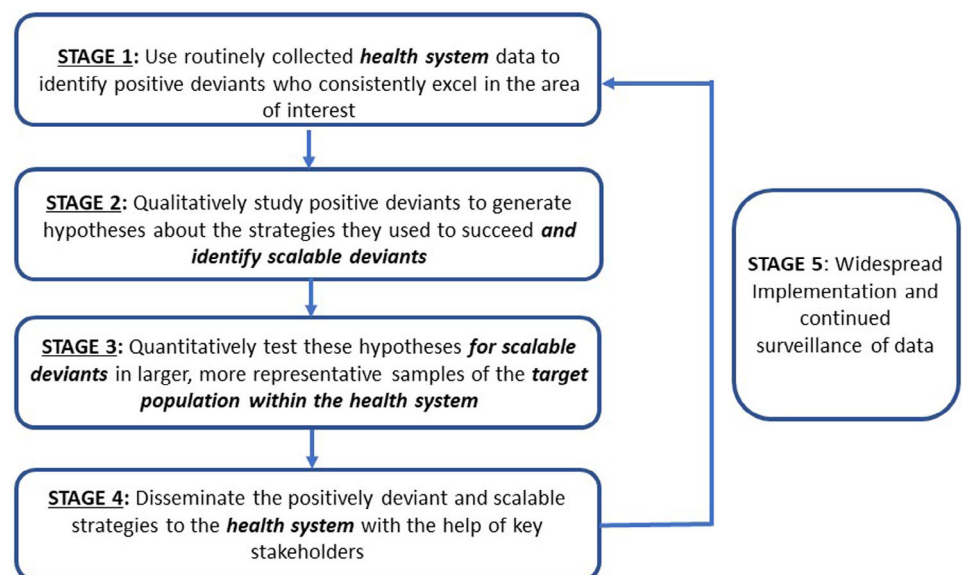 STAGE 1: Use routinely collected health system data to
identify positive deviants who consistently excel in the area
of interest
STAGE 2: Qualitatively study positive deviants to generate
hypotheses about the strategies they used to succeed and
identify scalable deviants
STAGE 3: Quantitatively test these hypotheses for scalable
deviants in larger, more representative samples of the target
population within the health system
STAGE 4: Disseminate the positively deviant and scalable
strategies to the health system with the help of key
stakeholders
STAGE 5: Widespread
Implementation and
continued
surveillance of data